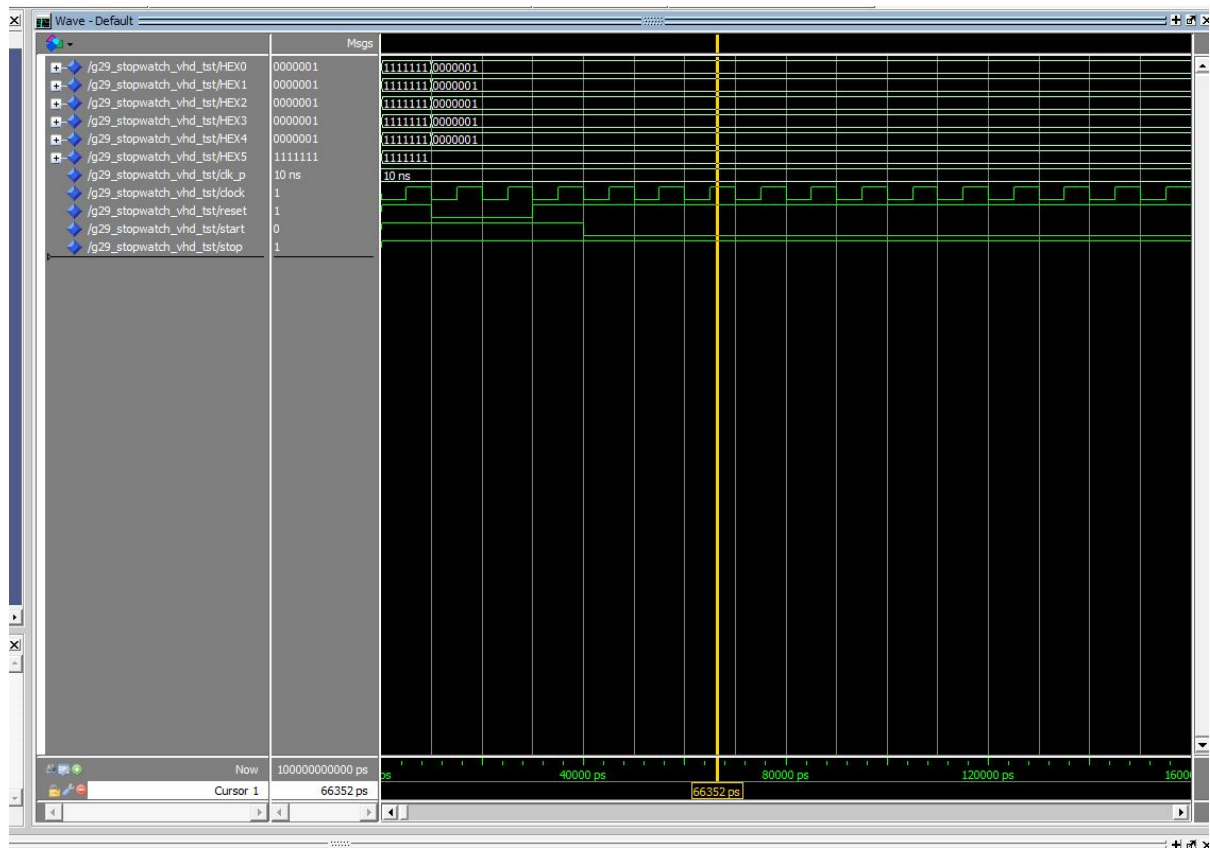 Wave - Default
Msgs
/g29_stopwatch_vhd_tst/HEX0 0000001 1111111 0000001
/g29_stopwatch_vhd_tst/HEX1 0000001 1111111 0000001
/g29_stopwatch_vhd_tst/HEX2 0000001 1111111 0000001
/g29_stopwatch_vhd_tst/HEX3 0000001 1111111 0000001
/g29_stopwatch_vhd_tst/HEX4 0000001 1111111 0000001
/g29_stopwatch_vhd_tst/HEX5 1111111 1111111
/g29_stopwatch_vhd_tst/clk_p 10 ns 10 ns
/g29_stopwatch_vhd_tst/clock 1
/g29_stopwatch_vhd_tst/reset 1
/g29_stopwatch_vhd_tst/start 0
/g29_stopwatch_vhd_tst/stop 1
Now 100000000000 ps ps 40000 ps 80000 ps 120000 ps 1600
Cursor 1 66352 ps 66352 ps